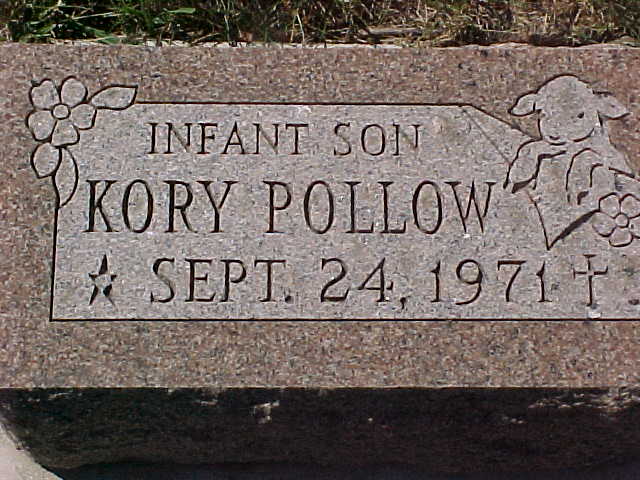 INFANT SON
KORY POLLOW
SEPT. 24, 1971